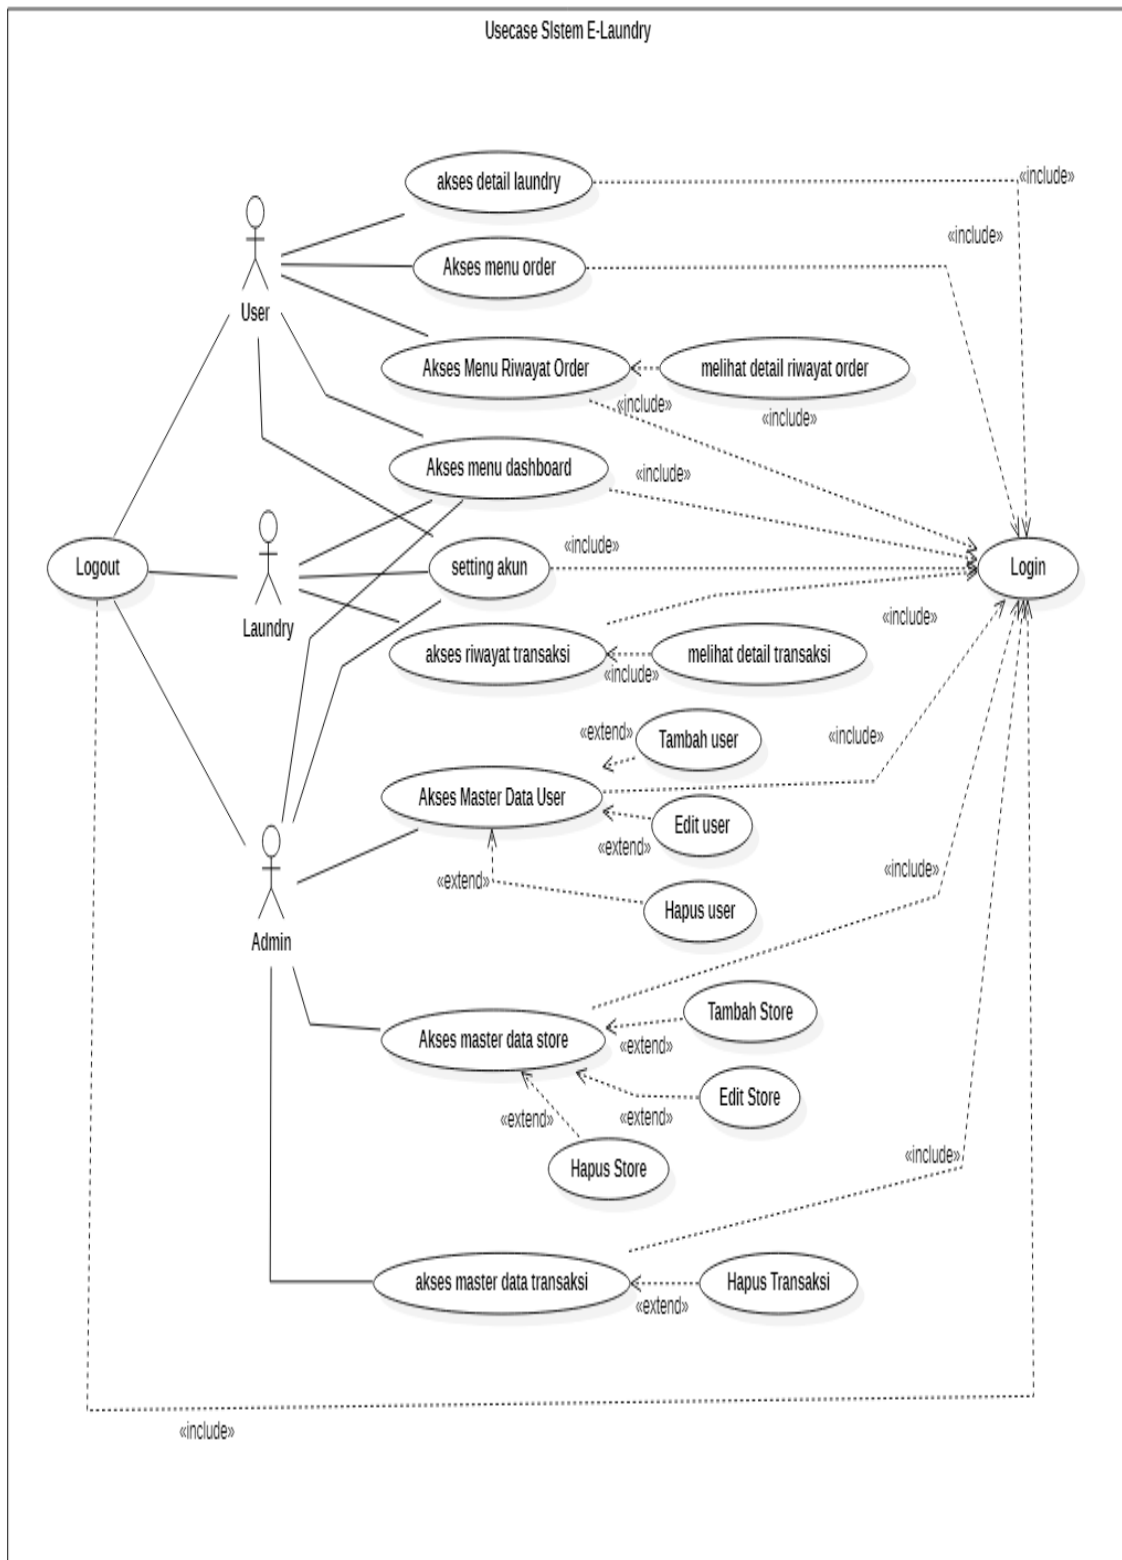 Usecase SIstem E-Laundry
akses detail laundry
«include»
«include»
Akses menu order
User
Akses Menu Riwayat Order
melihat detail riwayat order
«include»
«include»
Akses menu dashboard
«include»
«include»
Logout
setting akun
Login
«include»
Laundry
akses riwayat transaksi
melihat detail transaksi
«include»
«extend»
Tambah user
«include»
Akses Master Data User
Edit user
«extend»
«include»
«extend»
Hapus user
Admin
Tambah Store
Akses master data store
«extend»
Edit Store
«extend»
«extend»
«include»
Hapus Store
akses master data transaksi
Hapus Transaksi
«extend»
«include»